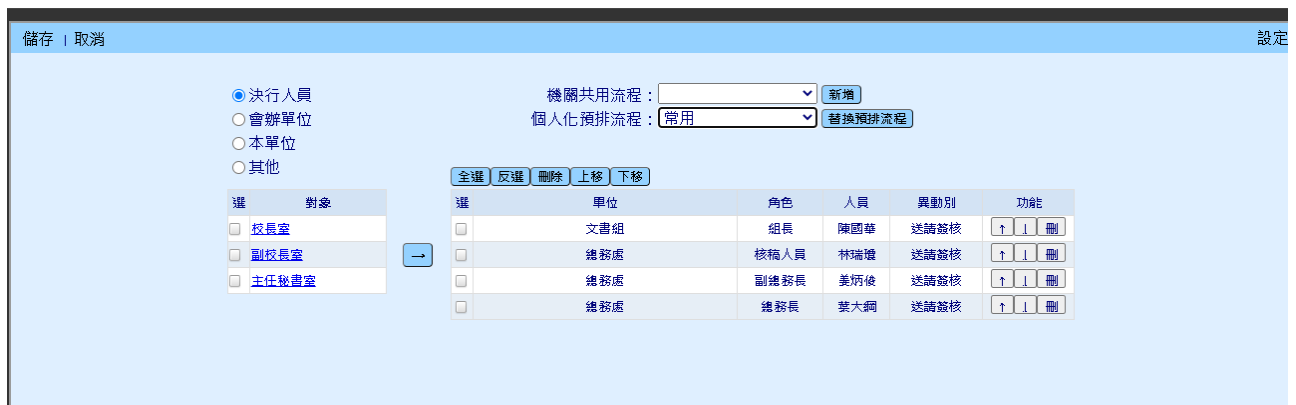 儲存 | 取消 設定
決行人員
會辦單位
本單位
其他
機關共用流程： 新增
個人化預排流程： 常用 替換預排流程
全選 反選 刪除 上移 下移
選 對象
校長室
副校長室
主任秘書室
→
選 單位 角色 人員 異動別 功能
文書組 組長 陳國華 送請簽核 ↑ ↓ 刪
總務處 核稿人員 林瑞瓊 送請簽核 ↑ ↓ 刪
總務處 副總務長 姜炳俊 送請簽核 ↑ ↓ 刪
總務處 總務長 葉大綱 送請簽核 ↑ ↓ 刪